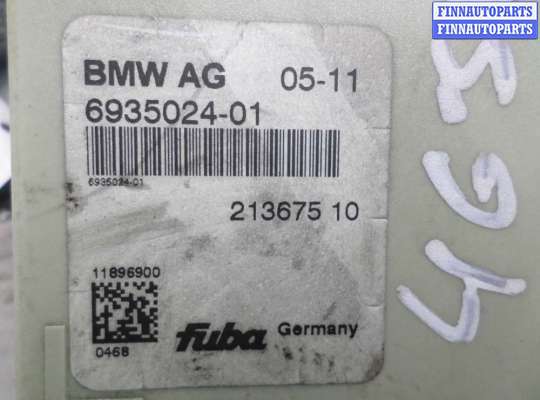 FINNAUTOPARTS
FINNAUTOPARTS
BMW AG 05-11
6935024-01
6935024-01
213675 10
11896900
0468
fuba Germany